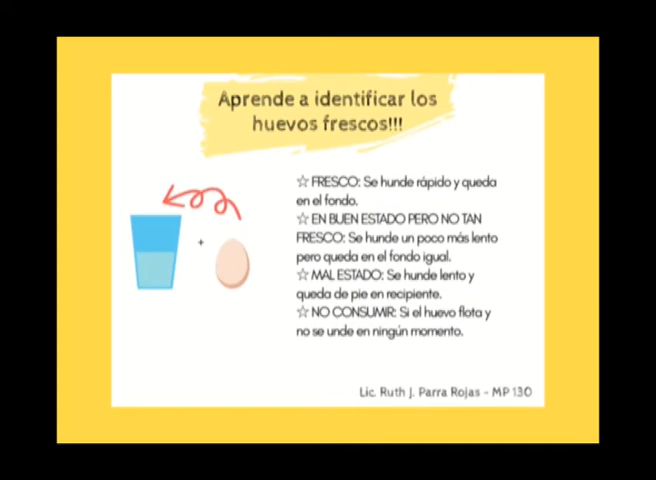 Aprende a identificar los
huevos frescos!!!
☆ FRESCO: Se hunde rápido y queda
en el fondo.
☆ EN BUEN ESTADO PERO NO TAN
FRESCO: Se hunde un poco más lento
pero queda en el fondo igual.
☆ MAL ESTADO: Se hunde lento y
queda de pie en recipiente.
☆ NO CONSUMIR: Si el huevo flota y
no se unde en ningún momento.
+
Lic. Ruth J. Parra Rojas - MP 130